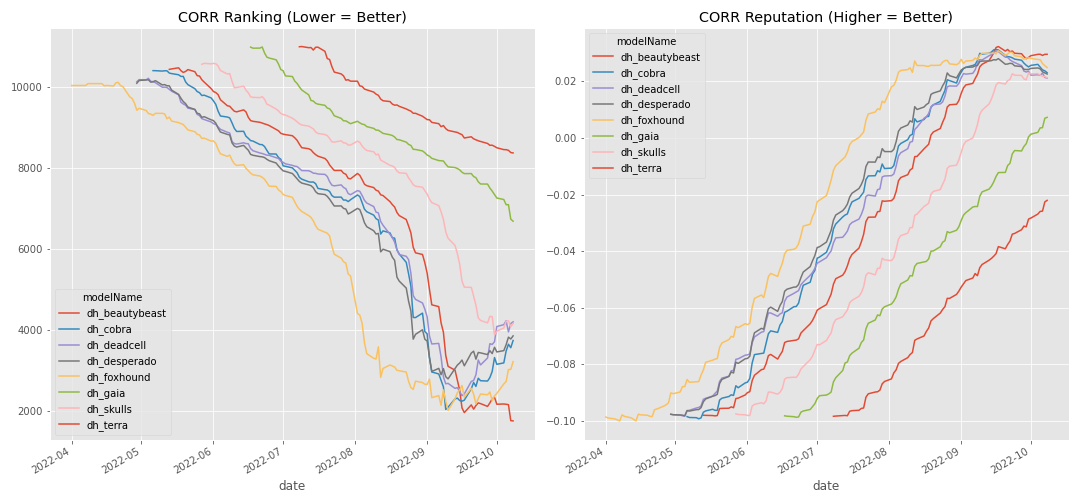 CORR Ranking (Lower = Better)
10000
8000
6000
4000
2000
modelName
dh_beautybeast
dh_cobra
dh_deadcell
dh_desperado
dh_foxhound
dh_gaia
dh_skulls
dh_terra
2022-04
2022-05
2022-06
2022-07
2022-08
2022-09
2022-10
date
CORR Reputation (Higher = Better)
modelName
dh_beautybeast
dh_cobra
dh_deadcell
dh_desperado
dh_foxhound
dh_gaia
dh_skulls
dh_terra
0.02
0.00
−0.02
−0.04
−0.06
−0.08
−0.10
2022-04
2022-05
2022-06
2022-07
2022-08
2022-09
2022-10
date